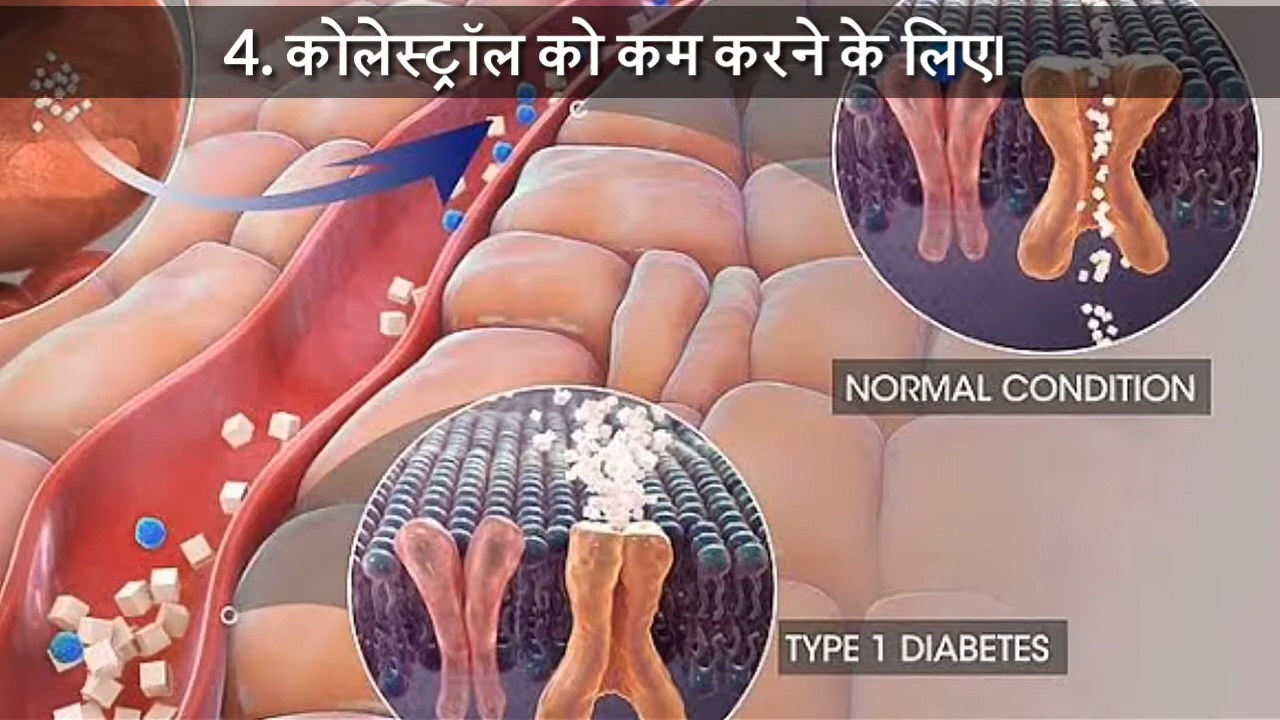 4. कोलेस्ट्रॉल को कम करने के लिए।
NORMAL CONDITION
TYPE 1 DIABETES